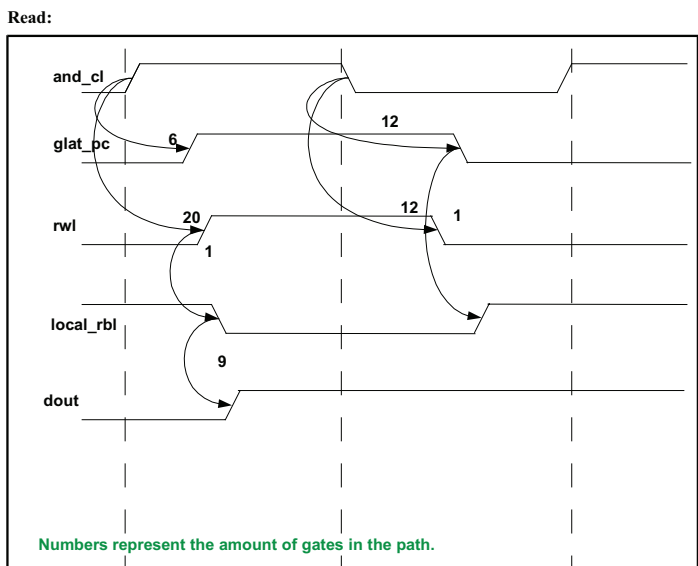 Read:
and_cl
12
glat_pc
6
12
1
20
rwl
1
local_rbl
9
dout
Numbers represent the amount of gates in the path.